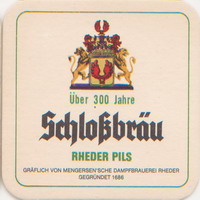 Über 300 Jahre
Schloßbräu
RHEDER PILS
GRÄFLICH VON MENGERSEN'SCHE DAMPFBRAUEREI RHEDER
GEGRÜNDET 1686